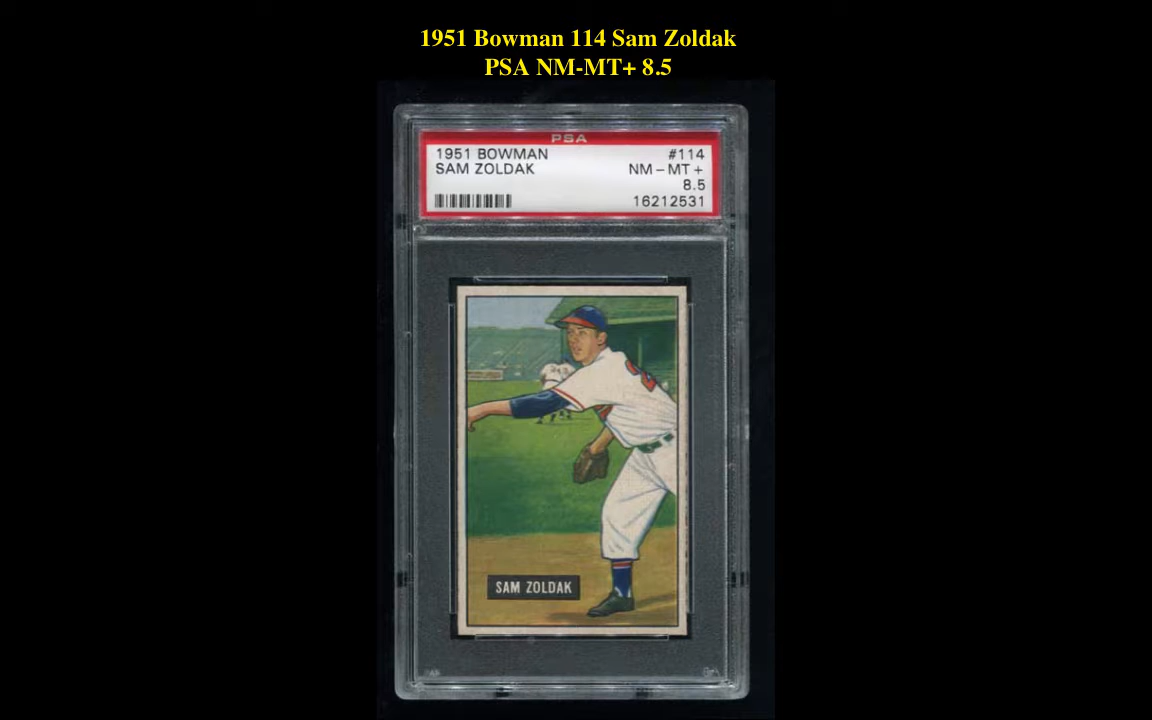 1951 Bowman 114 Sam Zoldak
PSA NM-MT+ 8.5
PSA
1951 BOWMAN #114
SAM ZOLDAK NM-MT+
8.5
16212531
SAM ZOLDAK